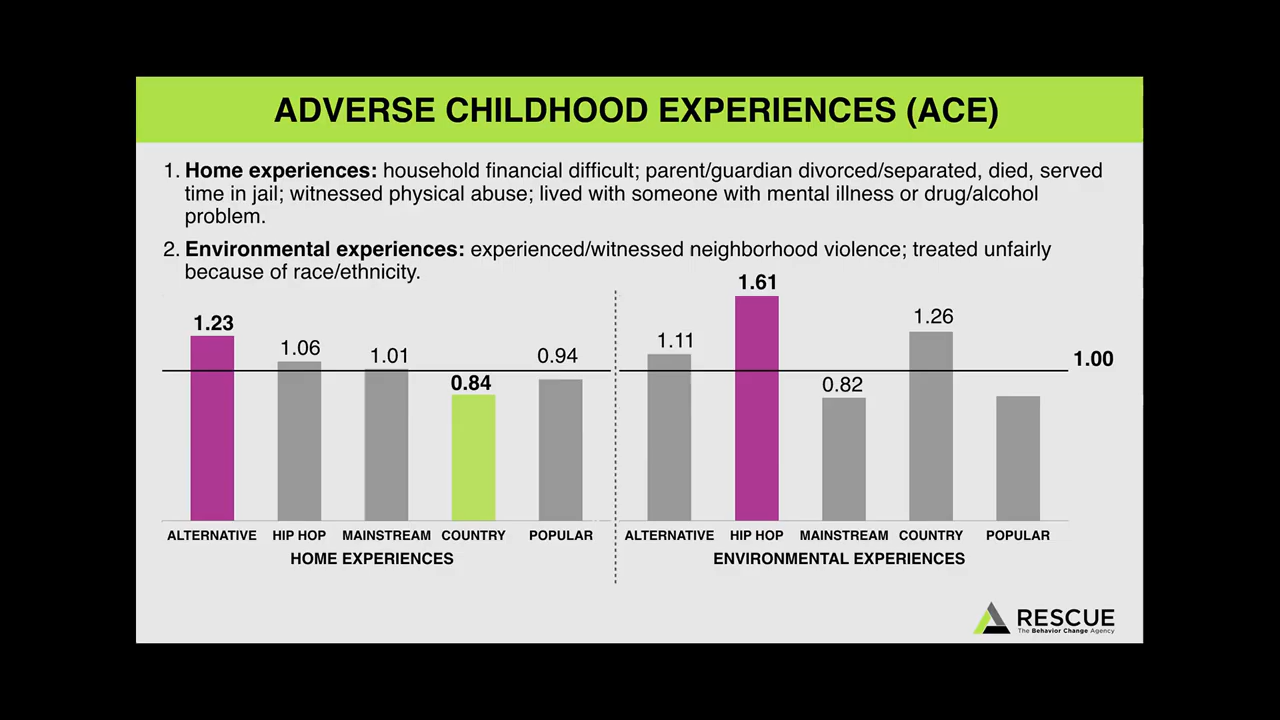 ADVERSE CHILDHOOD EXPERIENCES (ACE)
1. Home experiences: household financial difficult; parent/guardian divorced/separated, died, served
time in jail; witnessed physical abuse; lived with someone with mental illness or drug/alcohol
problem.
2. Environmental experiences: experienced/witnessed neighborhood violence; treated unfairly
because of race/ethnicity.
1.23
1.06
1.01
0.84
0.94
ALTERNATIVE
HIP HOP
MAINSTREAM
COUNTRY
POPULAR
HOME EXPERIENCES
1.11
1.61
0.82
1.26
1.00
ALTERNATIVE
HIP HOP
MAINSTREAM
COUNTRY
POPULAR
ENVIRONMENTAL EXPERIENCES
RESCUE
The Behavior Change Agency